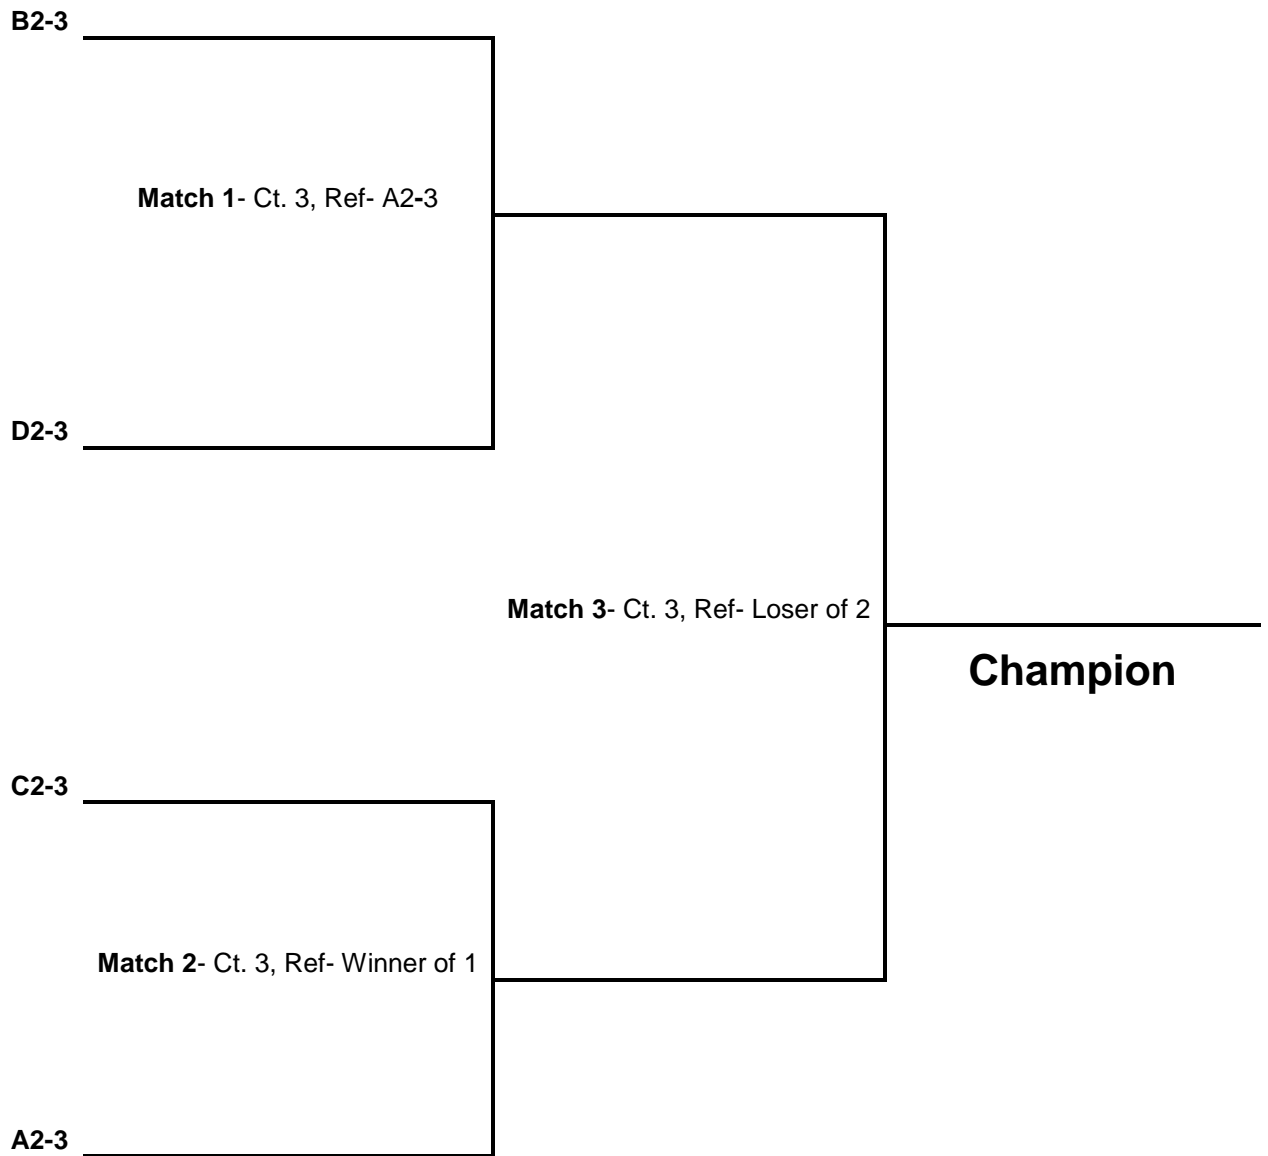 B2-3
Match 1- Ct. 3, Ref- A2-3
D2-3
Match 3- Ct. 3, Ref- Loser of 2
Champion
C2-3
Match 2- Ct. 3, Ref- Winner of 1
A2-3